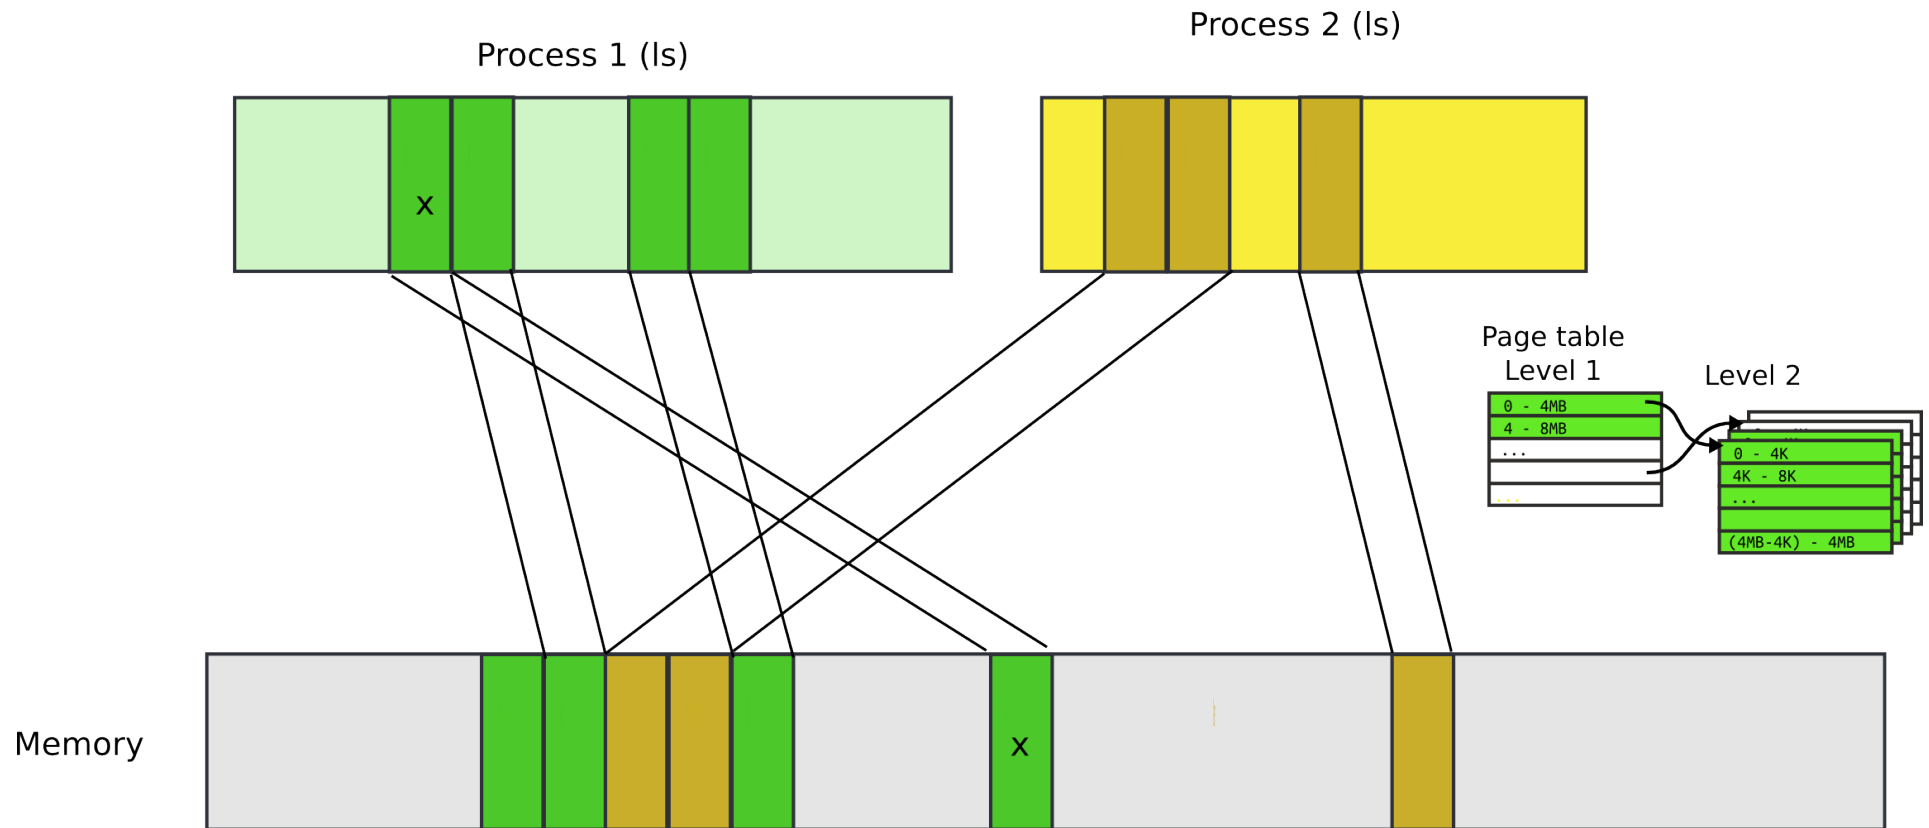 Process 1 (ls)
Process 2 (ls)
x
Page table
Level 1
Level 2
0 - 4MB
4 - 8MB
...
...
0 - 4K
4K - 8K
...
(4MB-4K) - 4MB
Memory
x